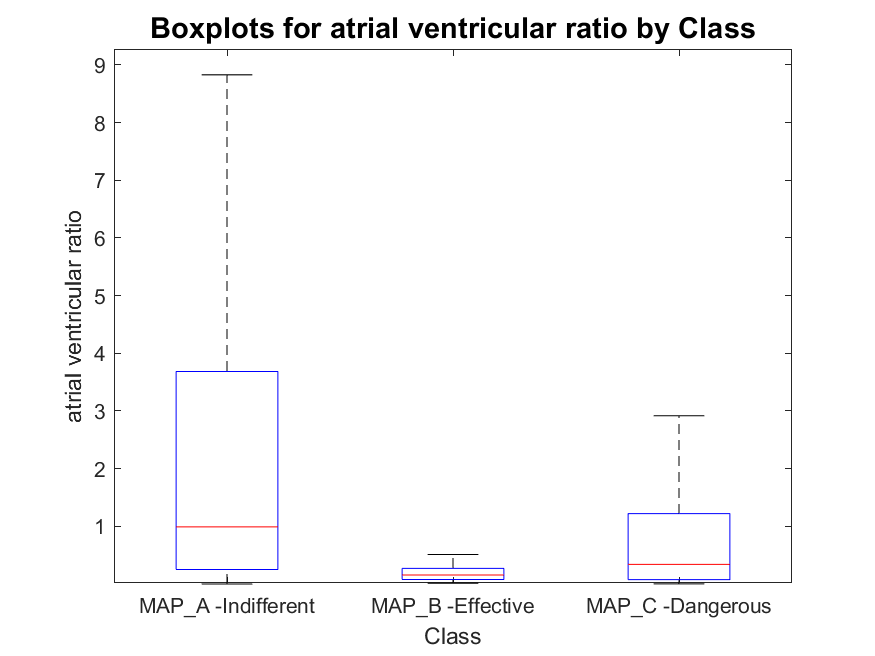 Boxplots for atrial ventricular ratio by Class
atrial ventricular ratio
9
8
7
6
5
4
3
2
1
MAP_A -Indifferent MAP_B -Effective MAP_C -Dangerous
Class